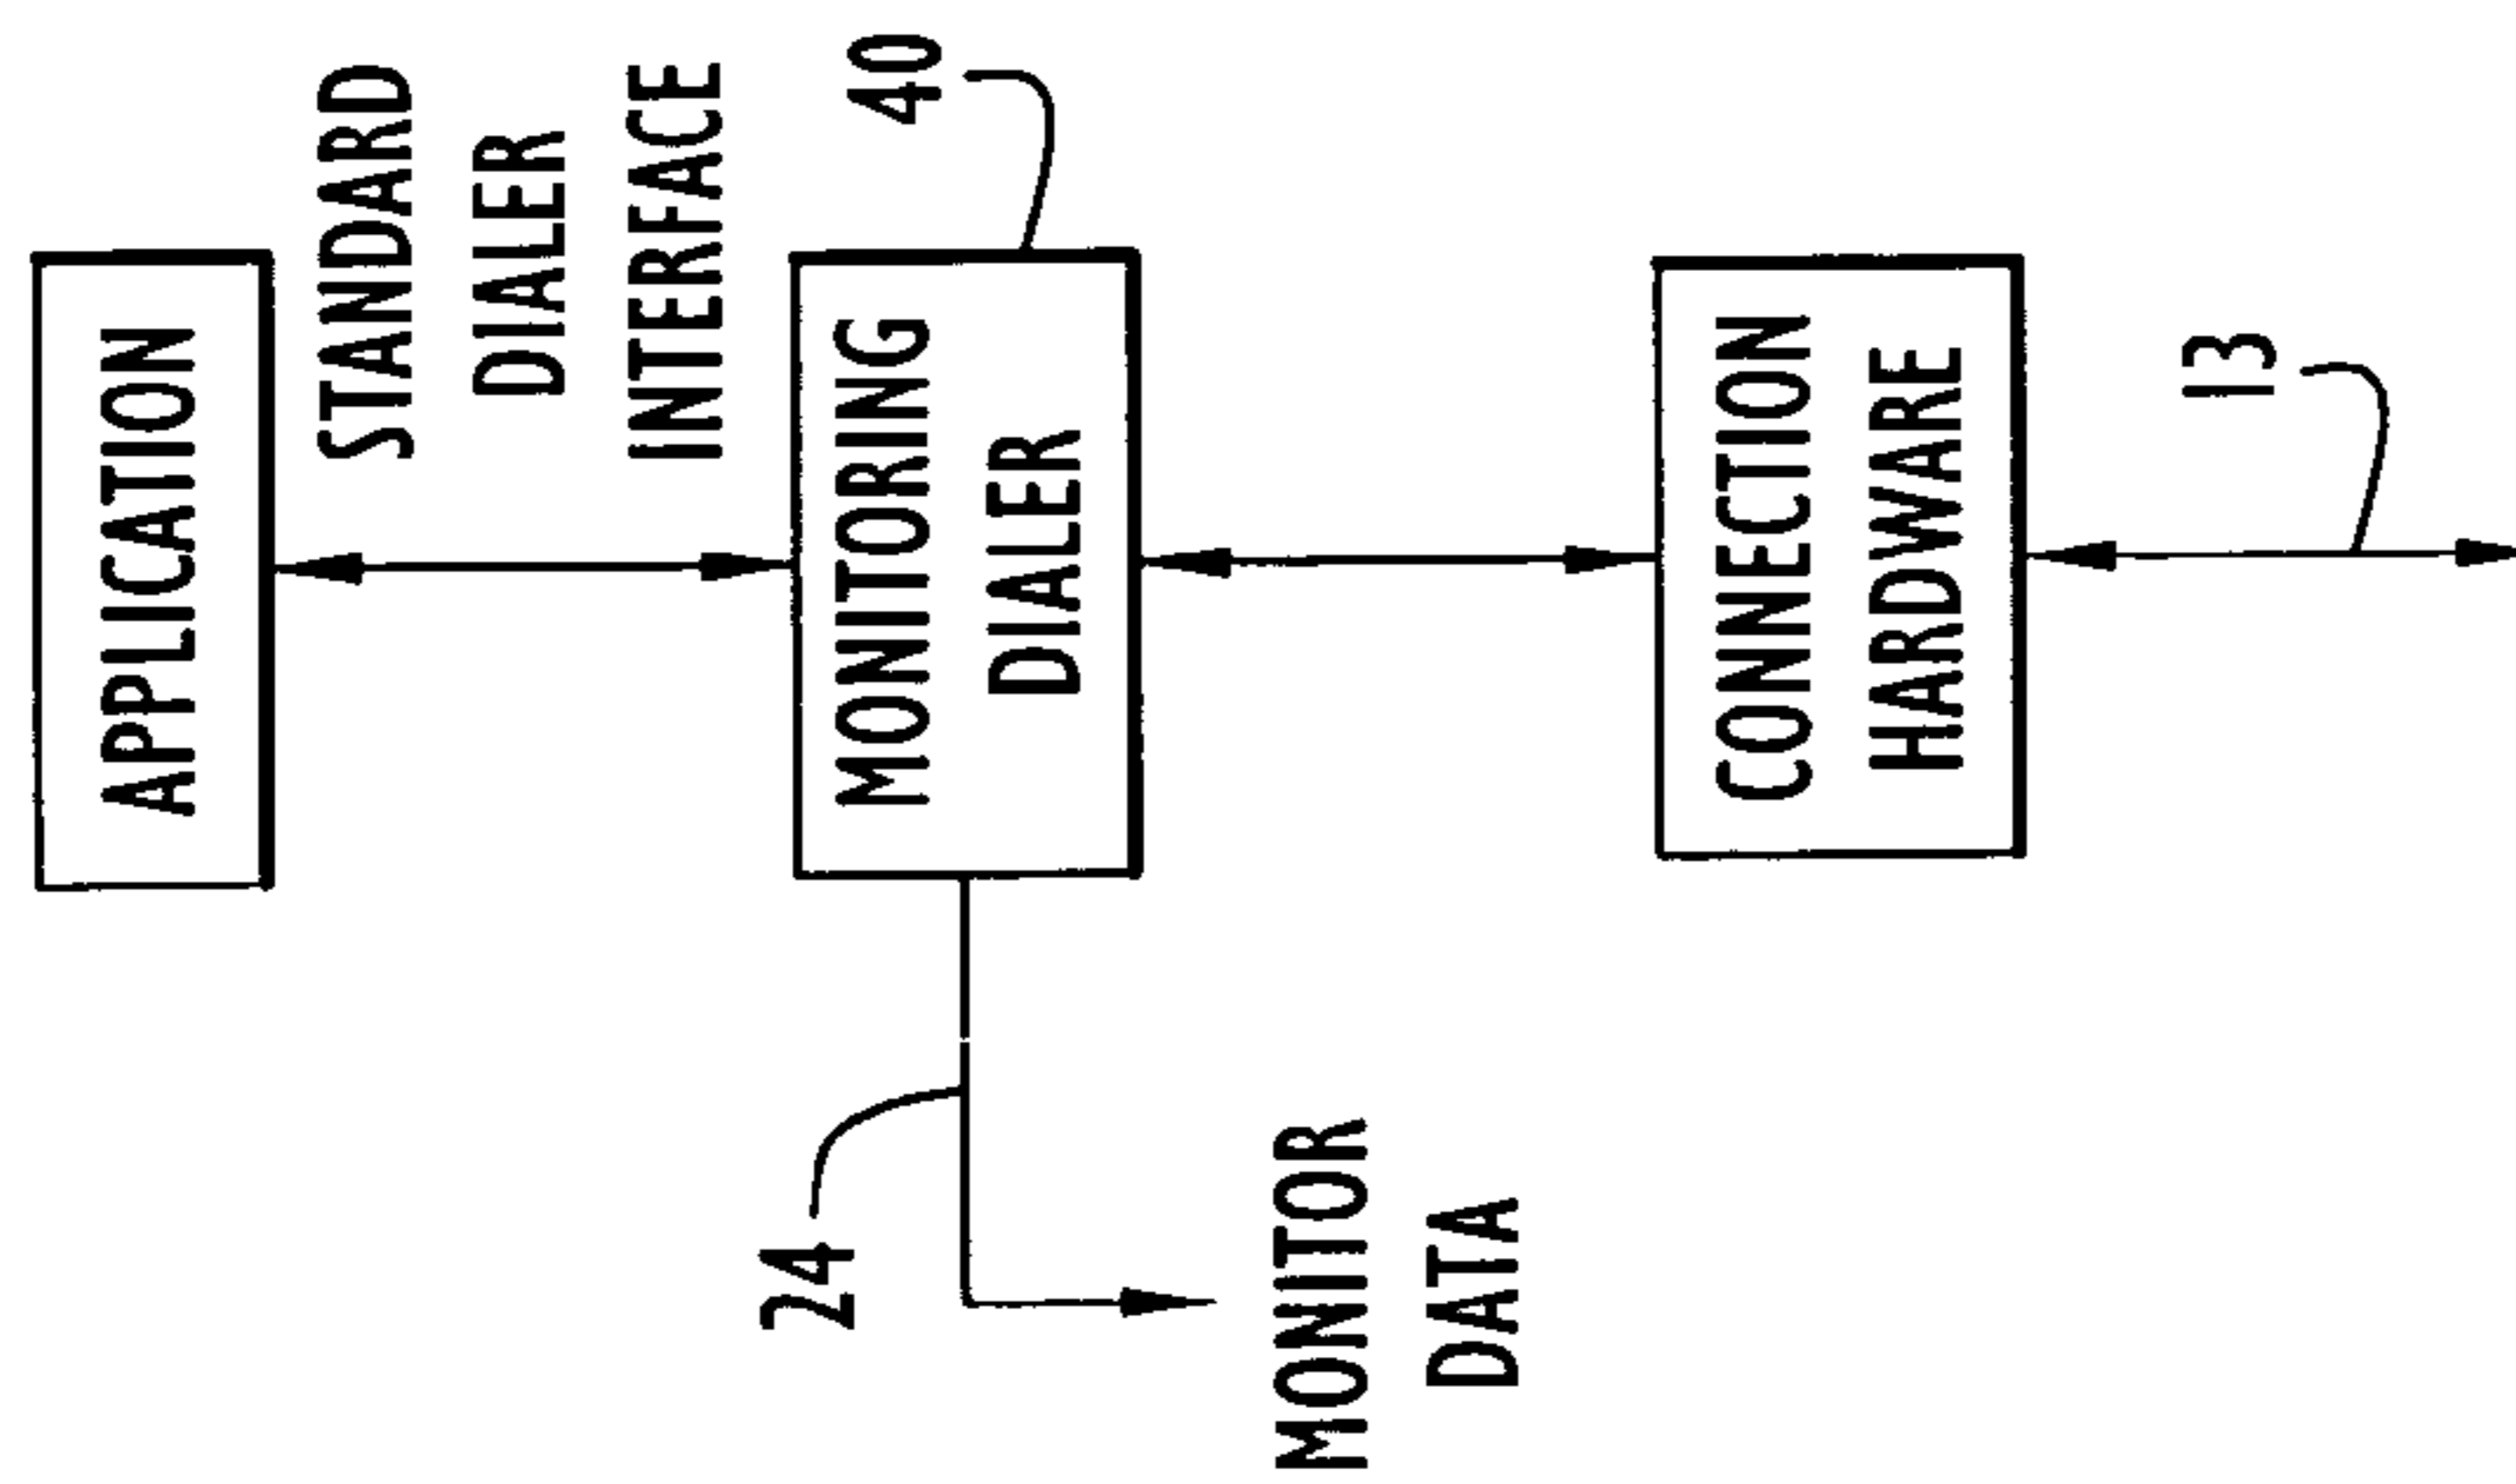 APPLICATION
STANDARD
DIALER
INTERFACE
40
MONITORING
DIALER
24
MONITOR
DATA
CONNECTION
HARDWARE
13